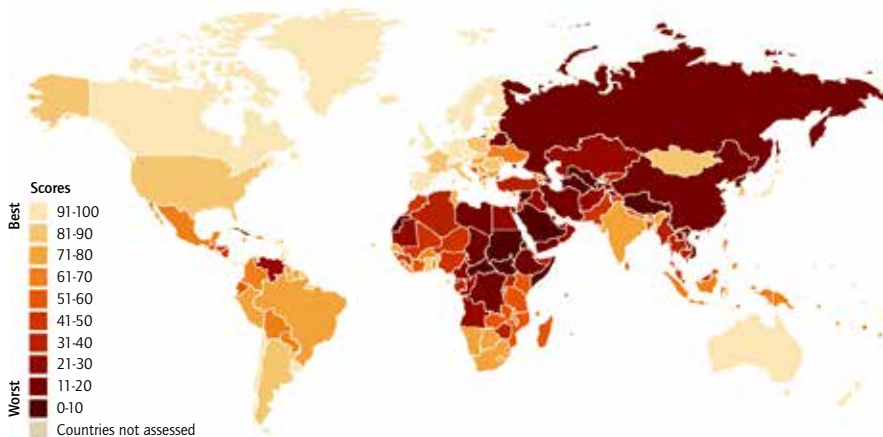 Scores
Best
91-100
81-90
71-80
61-70
51-60
41-50
31-40
21-30
11-20
0-10
Worst
Countries not assessed